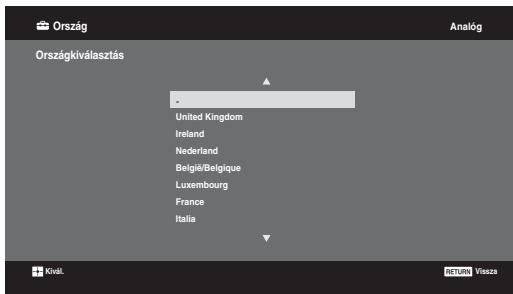 Ország Analóg
Országkiválasztás
-
United Kingdom
Ireland
Nederland
België/Belgique
Luxembourg
France
Italia
Kivál. RETURN Vissza